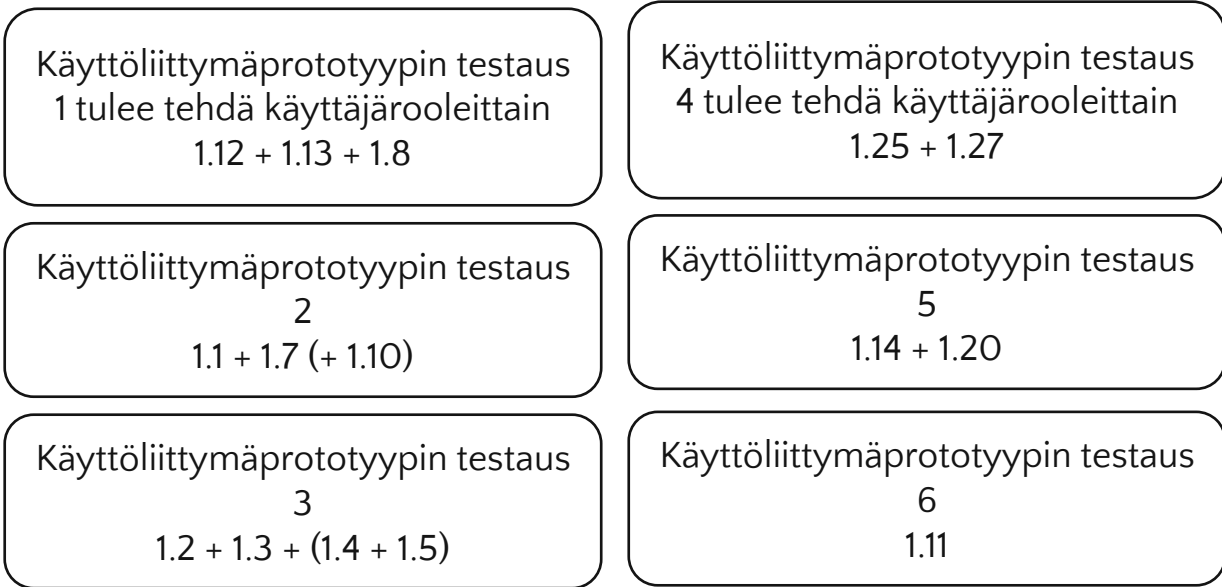 Käyttöliittymäprototyypin testaus
1 tulee tehdä käyttäjärooleittain
1.12 + 1.13 + 1.8
Käyttöliittymäprototyypin testaus
2
1.1 + 1.7 (+ 1.10)
Käyttöliittymäprototyypin testaus
3
1.2 + 1.3 + (1.4 + 1.5)
Käyttöliittymäprototyypin testaus
4 tulee tehdä käyttäjärooleittain
1.25 + 1.27
Käyttöliittymäprototyypin testaus
5
1.14 + 1.20
Käyttöliittymäprototyypin testaus
6
1.11